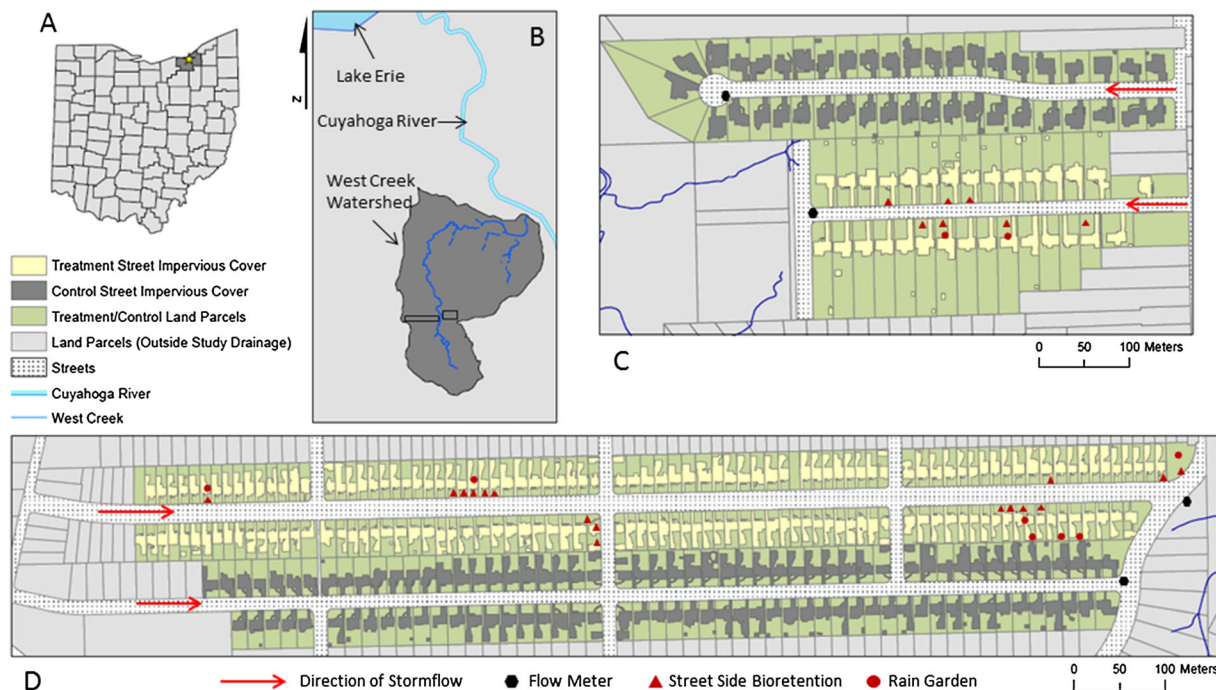 A
B
C
z
Lake Erie
Cuyahoga River
West Creek
Watershed
Treatment Street Impervious Cover
Control Street Impervious Cover
Treatment/Control Land Parcels
Land Parcels (Outside Study Drainage)
Streets
Cuyahoga River
West Creek
0 50 100 Meters
D
Direction of Stormflow
Flow Meter
Street Side Bioretention
Rain Garden
0 50 100 Meters